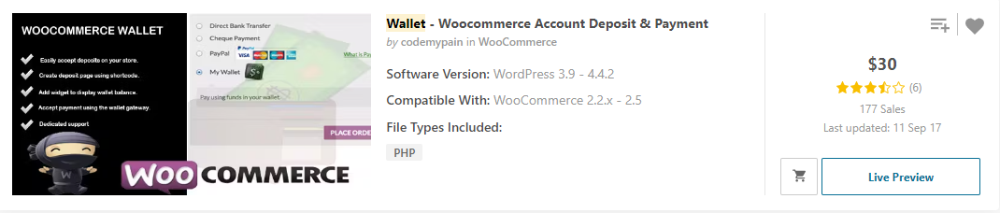 WOOCOMMERCE WALLET
Easily accept deposits on your store.
Create deposit page using shortcode.
Add widget to display wallet balance.
Accept payment using the wallet gateway.
Dedicated support
W
WOO COMMERCE
Direct Bank Transfer
Cheque Payment
PayPal
PayPal
VISA
What is Pa
My Wallet
Pay using funds in your wallet.
PLACE ORDE
Wallet - Woocommerce Account Deposit & Payment
by codemypain in WooCommerce
Software Version: WordPress 3.9 - 4.4.2
Compatible With: WooCommerce 2.2.x - 2.5
File Types Included:
PHP
$30
(6)
177 Sales
Last updated: 11 Sep 17
Live Preview